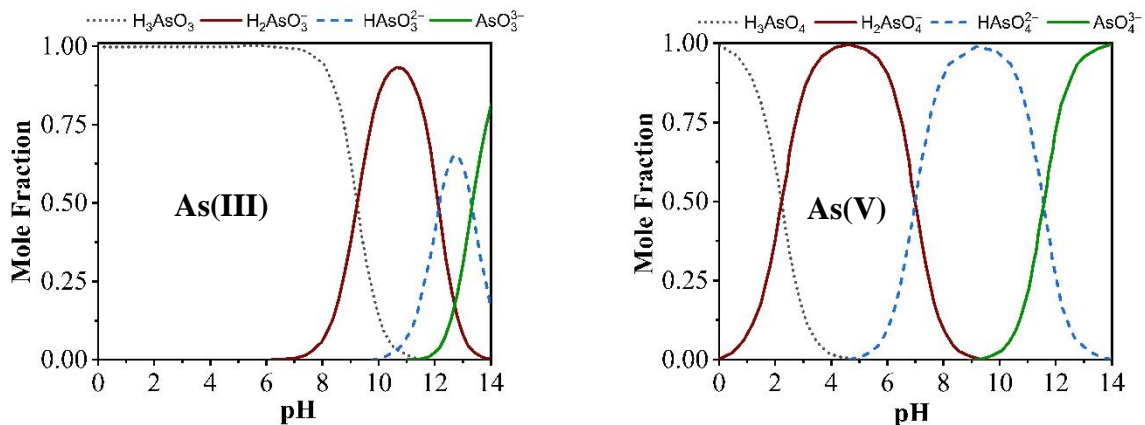 H₃AsO₃ H₂AsO₃⁻ HAsO₃²⁻ AsO₃³⁻
1.00
0.75
0.50
0.25
0.00
Mole Fraction
As(III)
0 2 4 6 8 10 12 14
pH
H₃AsO₄ H₂AsO₄⁻ HAsO₄²⁻ AsO₄³⁻
1.00
0.75
0.50
0.25
0.00
Mole Fraction
As(V)
0 2 4 6 8 10 12 14
pH